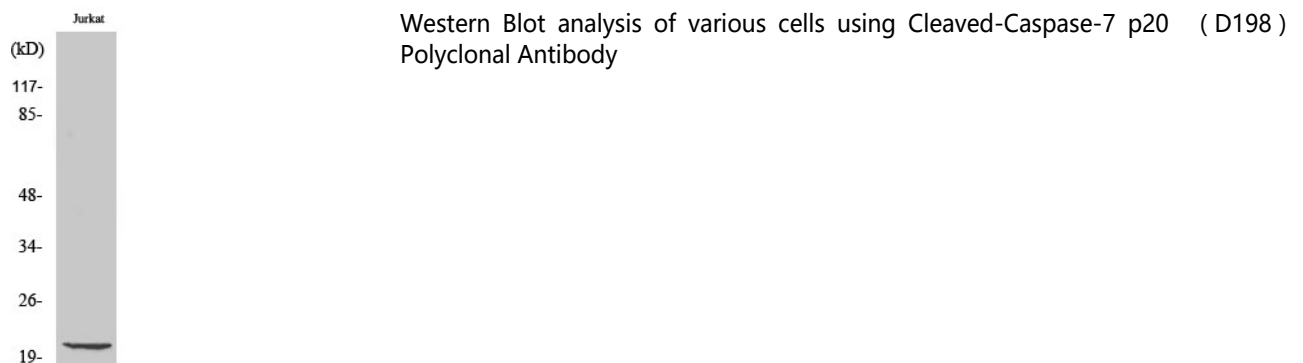 Jurkat
(kD)
117-
85-
48-
34-
26-
19-
Western Blot analysis of various cells using Cleaved-Caspase-7 p20 （D198）
Polyclonal Antibody